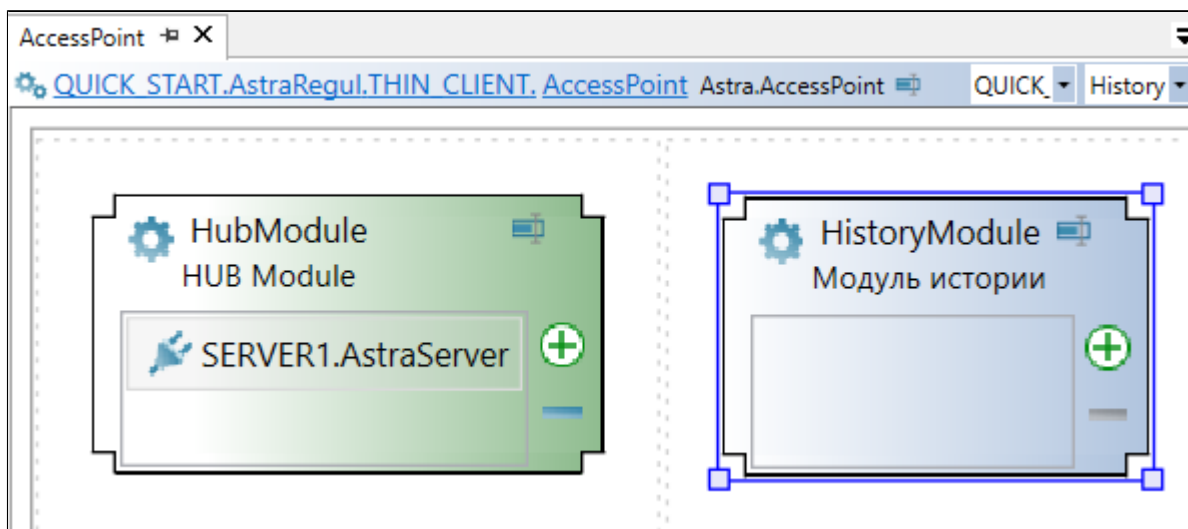 AccessPoint
QUICK_START.AstraRegul.THIN_CLIENT. AccessPoint Astra.AccessPoint QUICK_ History
HubModule
HUB Module
SERVER1.AstraServer
HistoryModule
Модуль истории